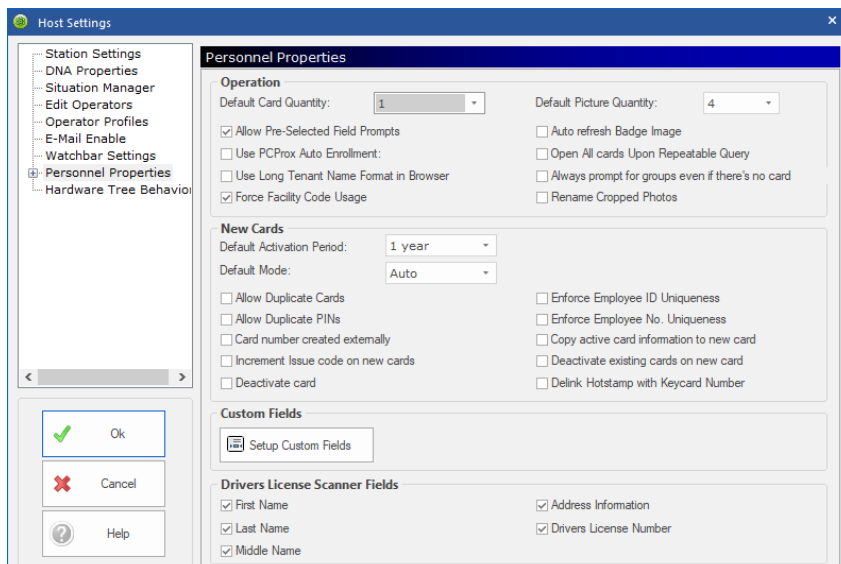 Host Settings
Station Settings
DNA Properties
Situation Manager
Edit Operators
Operator Profiles
E-Mail Enable
Watchbar Settings
Personnel Properties
Hardware Tree Behavior
Ok
Cancel
Help
Personnel Properties
Operation
Default Card Quantity: 1 Default Picture Quantity: 4
Allow Pre-Selected Field Prompts Auto refresh Badge Image
Use PCProx Auto Enrollment: Open All cards Upon Repeatable Query
Use Long Tenant Name Format in Browser Always prompt for groups even if there's no card
Force Facility Code Usage Rename Cropped Photos
New Cards
Default Activation Period: 1 year
Default Mode: Auto
Allow Duplicate Cards Enforce Employee ID Uniqueness
Allow Duplicate PINs Enforce Employee No. Uniqueness
Card number created externally Copy active card information to new card
Increment Issue code on new cards Deactivate existing cards on new card
Deactivate card Delink Hotstamp with Keycard Number
Custom Fields
Setup Custom Fields
Drivers License Scanner Fields
First Name Address Information
Last Name Drivers License Number
Middle Name